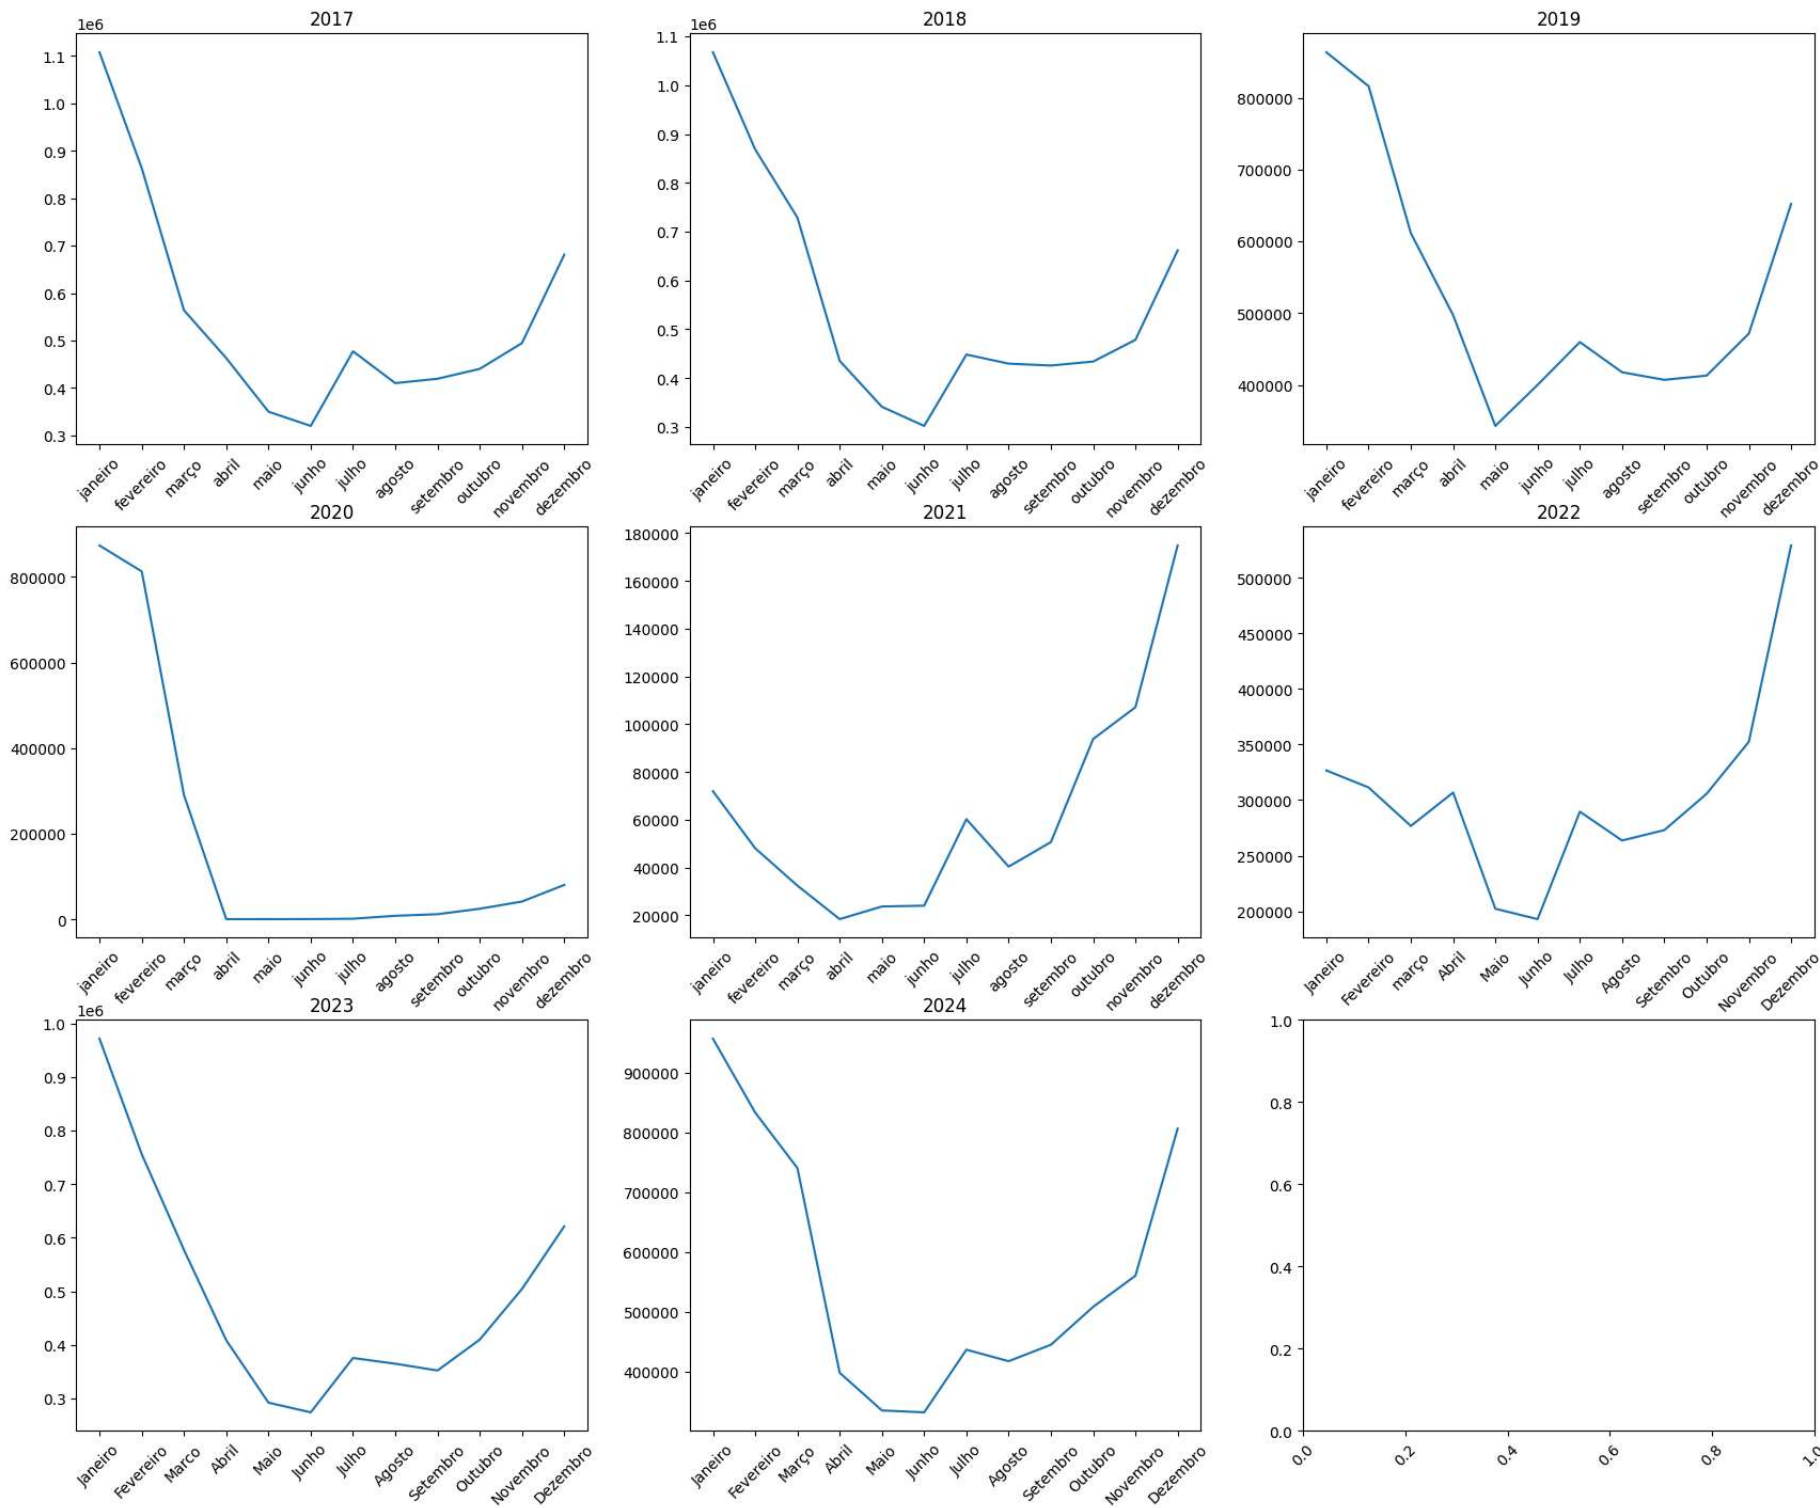 2017
1e6
1.1
1.0
0.9
0.8
0.7
0.6
0.5
0.4
0.3
janeiro
fevereiro
março
abril
maio
junho
julho
agosto
setembro
outubro
novembro
dezembro
2018
1e6
1.1
1.0
0.9
0.8
0.7
0.6
0.5
0.4
0.3
janeiro
fevereiro
março
abril
maio
junho
julho
agosto
setembro
outubro
novembro
dezembro
2019
800000
700000
600000
500000
400000
janeiro
fevereiro
março
abril
maio
junho
julho
agosto
setembro
outubro
novembro
dezembro
2020
800000
600000
400000
200000
0
janeiro
fevereiro
março
abril
maio
junho
julho
agosto
setembro
outubro
novembro
dezembro
2021
180000
160000
140000
120000
100000
80000
60000
40000
20000
janeiro
fevereiro
março
abril
maio
junho
julho
agosto
setembro
outubro
novembro
dezembro
2022
500000
450000
400000
350000
300000
250000
200000
Janeiro
Fevereiro
março
Abril
Maio
Junho
Julho
Agosto
Setembro
Outubro
Novembro
Dezembro
2023
1e6
1.0
0.9
0.8
0.7
0.6
0.5
0.4
0.3
Janeiro
Fevereiro
Marco
Abril
Maio
Junho
Julho
Agosto
Setembro
Outubro
Novembro
Dezembro
2024
900000
800000
700000
600000
500000
400000
Janeiro
Fevereiro
Março
Abril
Maio
Junho
Julho
Agosto
Setembro
Outubro
Novembro
Dezembro
1.0
0.8
0.6
0.4
0.2
0.0
0.0
0.2
0.4
0.6
0.8
1.0